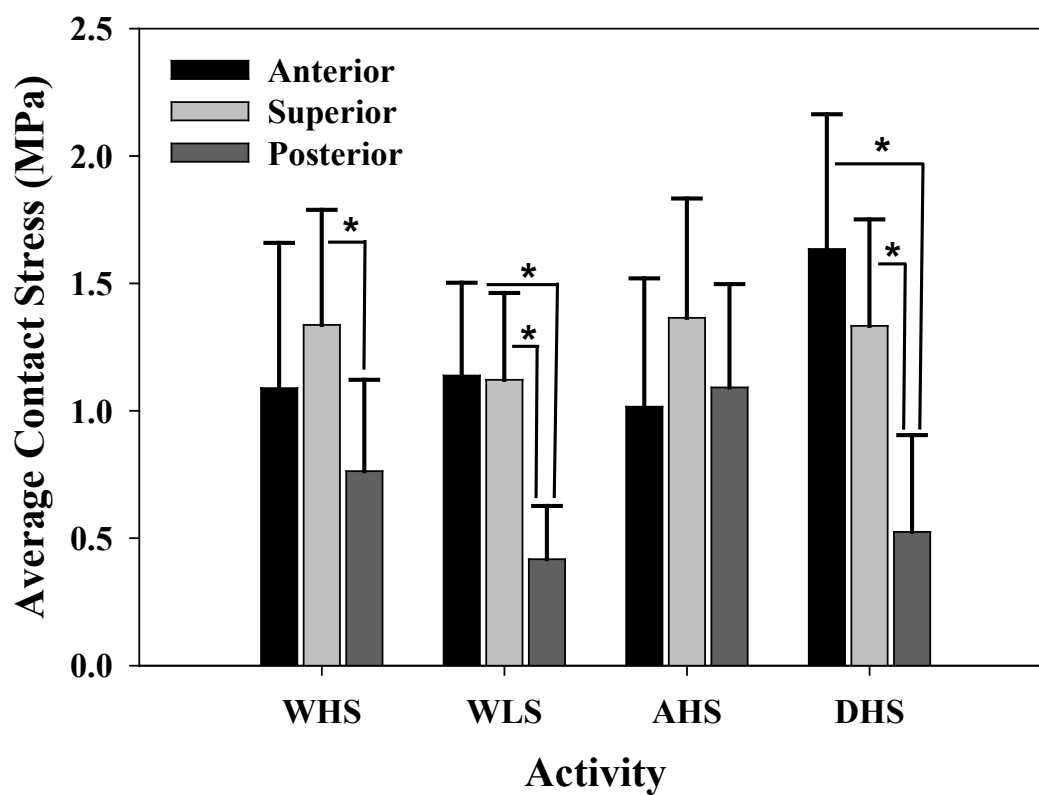 2.5
2.0
1.5
1.0
0.5
0.0
Average Contact Stress (MPa)
Anterior
Superior
Posterior
*
*
*
*
*
WHS
WLS
AHS
DHS
Activity